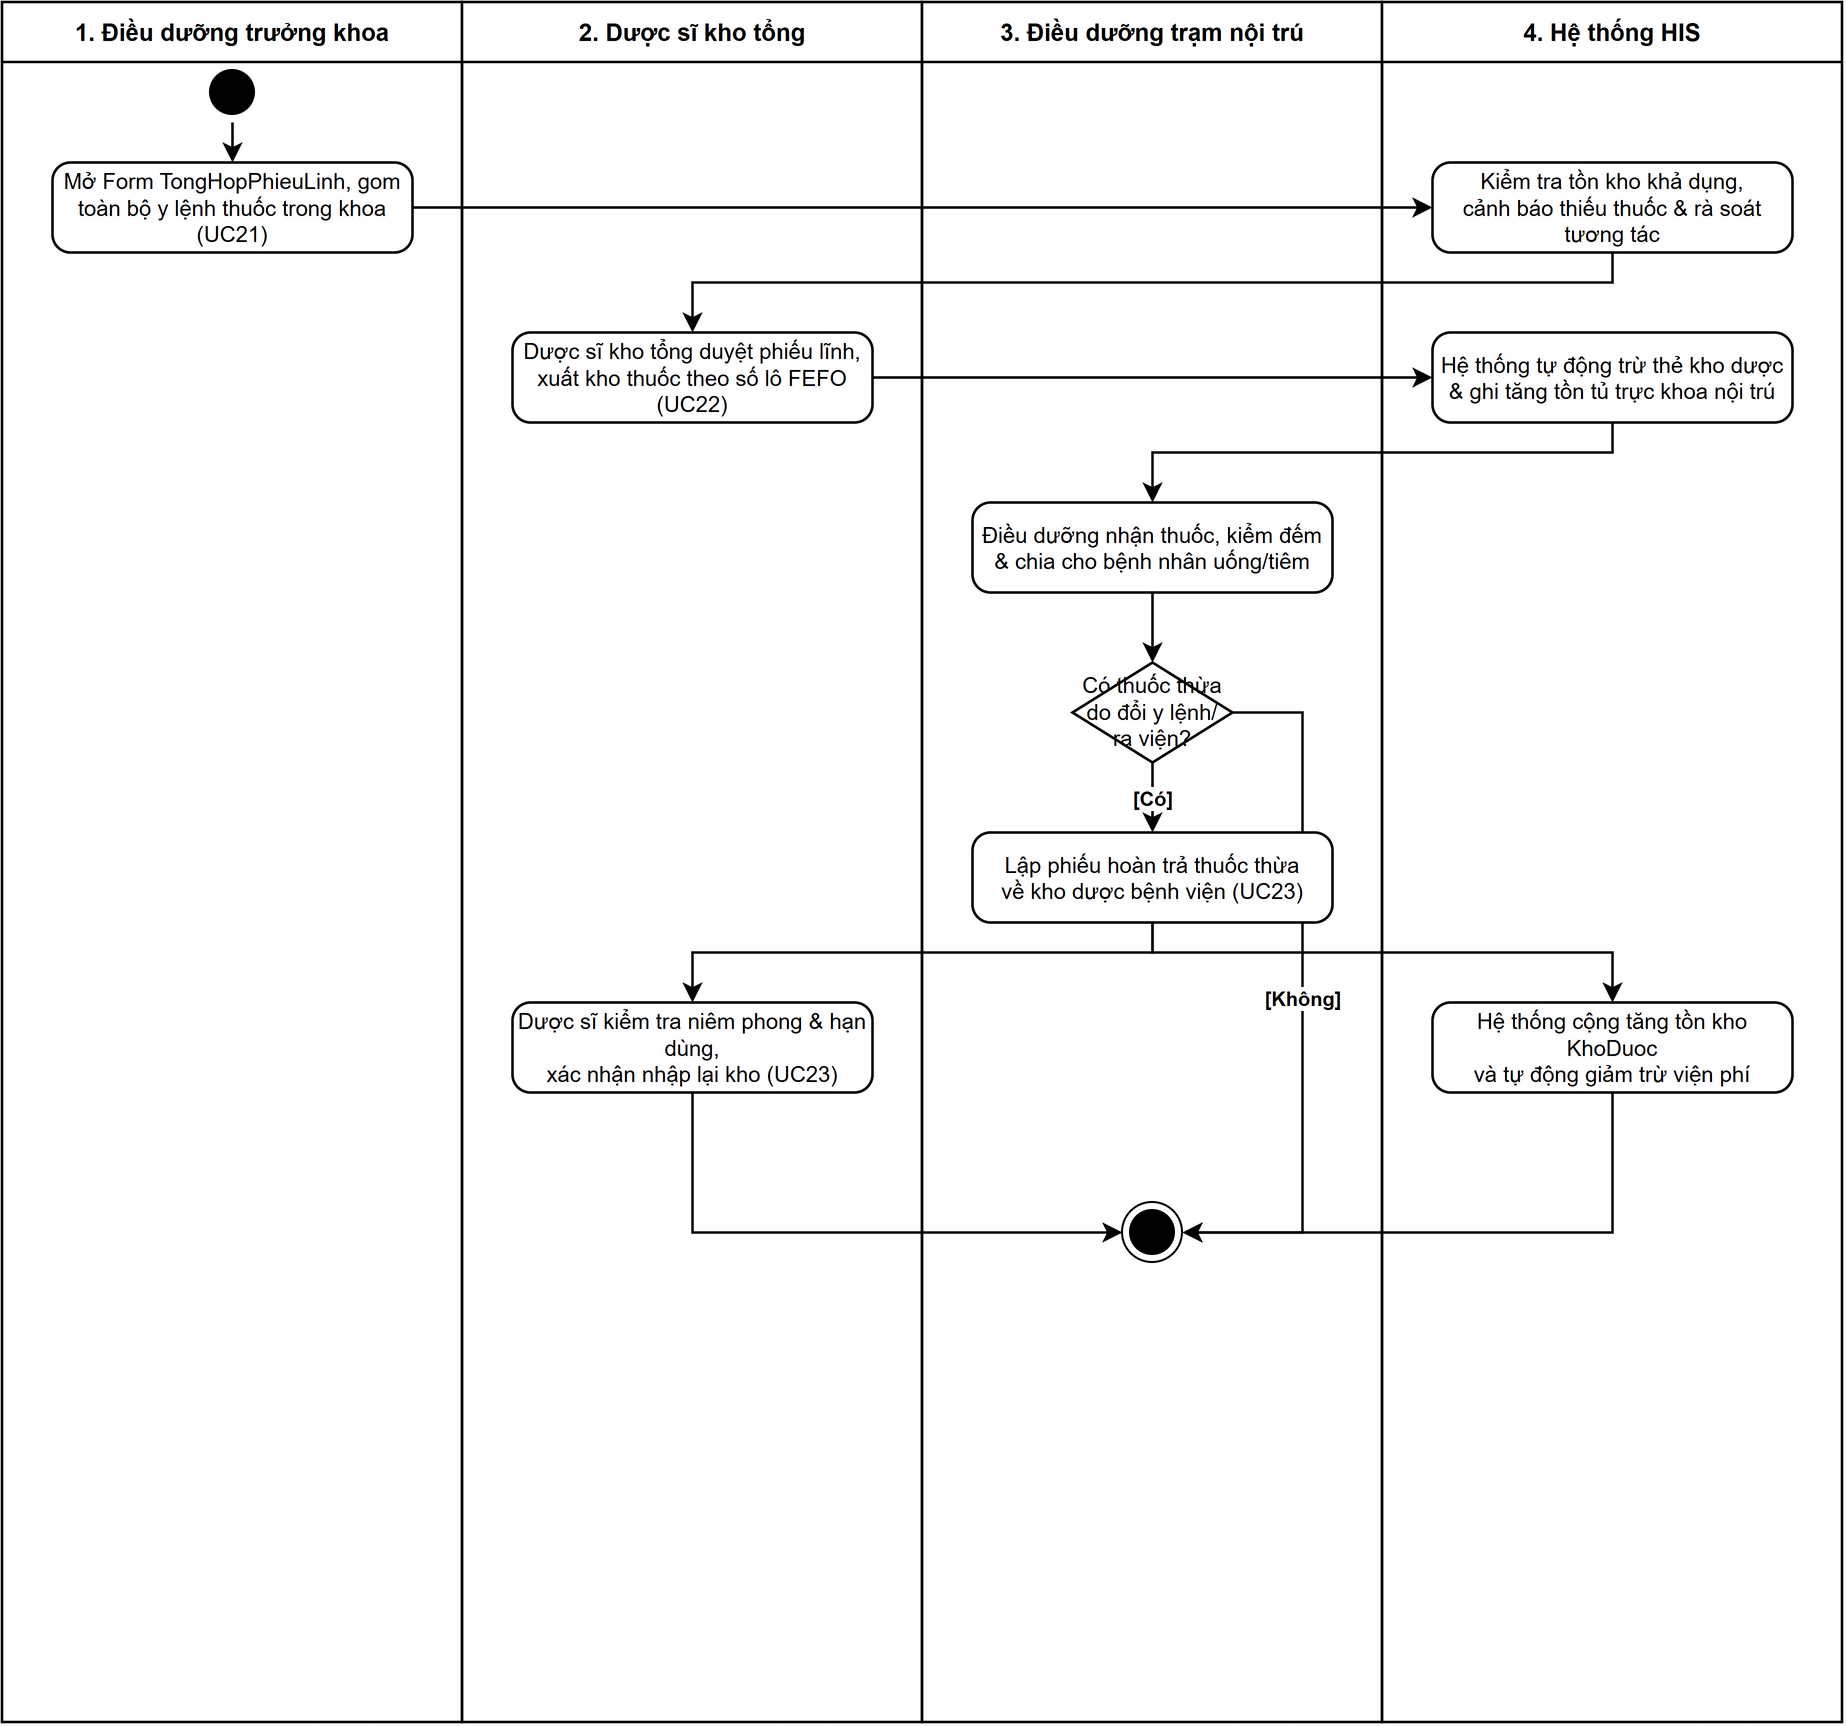 1. Điều dưỡng trưởng khoa
2. Dược sĩ kho tổng
3. Điều dưỡng trạm nội trú
4. Hệ thống HIS
Mở Form TongHopPhieuLinh, gom
toàn bộ y lệnh thuốc trong khoa
(UC21)
Kiểm tra tồn kho khả dụng,
cảnh báo thiếu thuốc & rà soát
tương tác
Dược sĩ kho tổng duyệt phiếu lĩnh,
xuất kho thuốc theo số lô FEFO
(UC22)
Hệ thống tự động trừ thẻ kho dược
& ghi tăng tồn tủ trực khoa nội trú
Điều dưỡng nhận thuốc, kiểm đếm
& chia cho bệnh nhân uống/tiêm
Có thuốc thừa
do đổi y lệnh/
ra viện?
[Có]
Lập phiếu hoàn trả thuốc thừa
về kho dược bệnh viện (UC23)
[Không]
Dược sĩ kiểm tra niêm phong & hạn
dùng,
xác nhận nhập lại kho (UC23)
Hệ thống cộng tăng tồn kho
KhoDuoc
và tự động giảm trừ viện phí